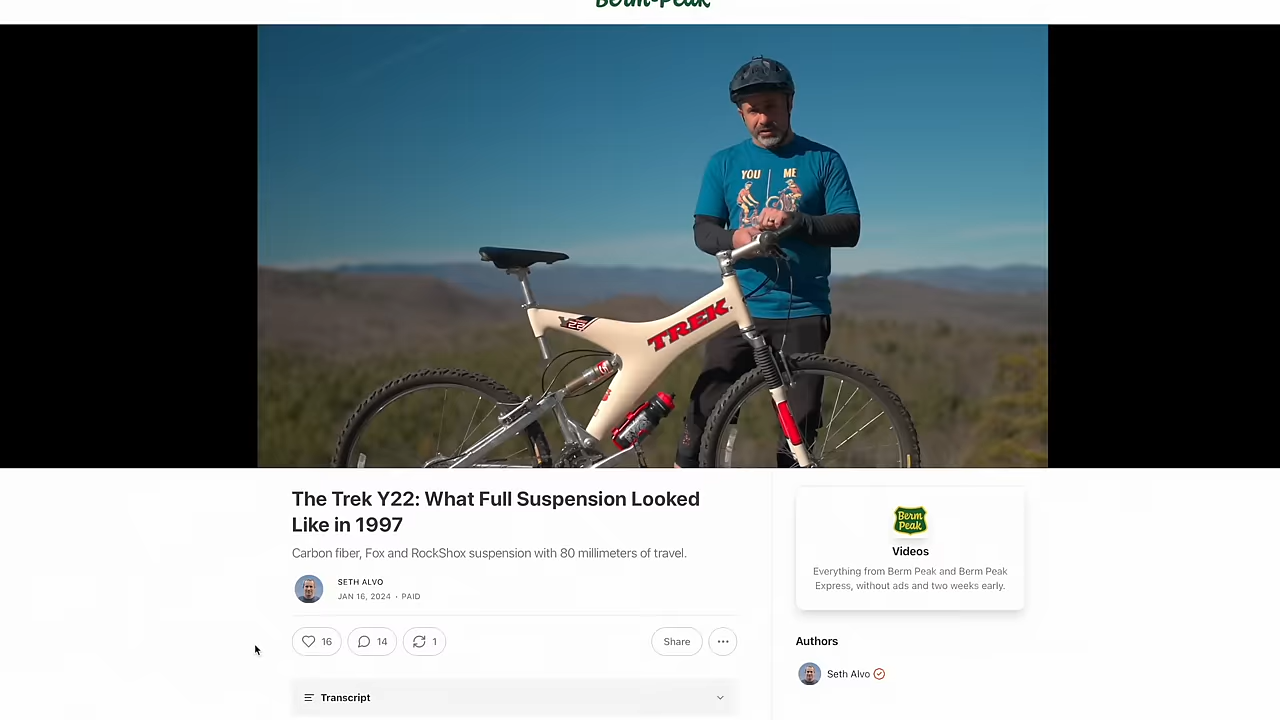 Berm Peak
YOU ME
Y22
TREK
The Trek Y22: What Full Suspension Looked
Like in 1997
Carbon fiber, Fox and RockShox suspension with 80 millimeters of travel.
SETH ALVO
JAN 16, 2024 · PAID
16
14
1
Share
Transcript
Berm
Peak
Videos
Everything from Berm Peak and Berm Peak
Express, without ads and two weeks early.
Authors
Seth Alvo